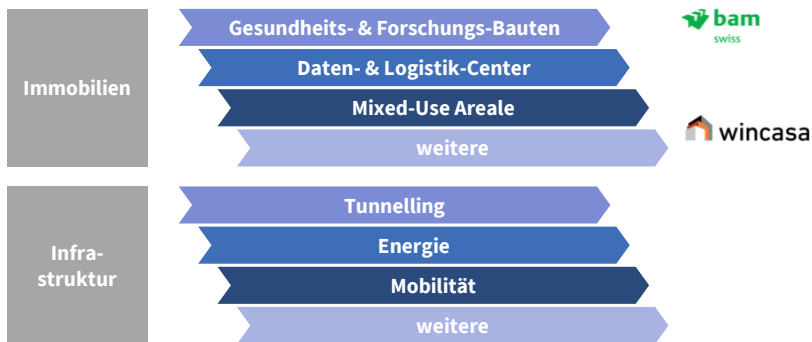 Gesundheits- & Forschungs-Bauten
bam
swiss
Daten- & Logistik-Center
Immobilien
Mixed-Use Areale
wincasa
weitere
Tunnelling
Energie
Infra-
struktur
Mobilität
weitere